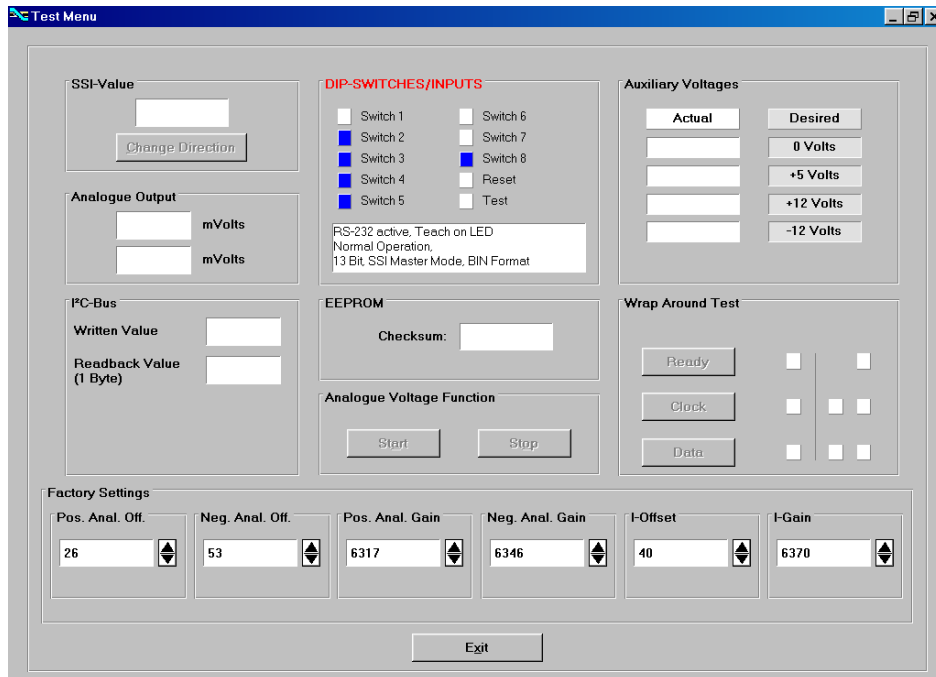 Test Menu
SSI-Value
Change Direction
DIP-SWITCHES/INPUTS
Switch 1
Switch 2
Switch 3
Switch 4
Switch 5
Switch 6
Switch 7
Switch 8
Reset
Test
RS-232 active, Teach on LED
Normal Operation,
13 Bit, SSI Master Mode, BIN Format
Auxiliary Voltages
Actual Desired
0 Volts
+5 Volts
+12 Volts
-12 Volts
Analogue Output
mVolts
mVolts
I²C-Bus
Written Value
Readback Value
(1 Byte)
EEPROM
Checksum:
Analogue Voltage Function
Start Stop
Wrap Around Test
Ready
Clock
Data
Factory Settings
Pos. Anal. Off.
26
Neg. Anal. Off.
53
Pos. Anal. Gain
6317
Neg. Anal. Gain
6346
I-Offset
40
I-Gain
6370
Exit